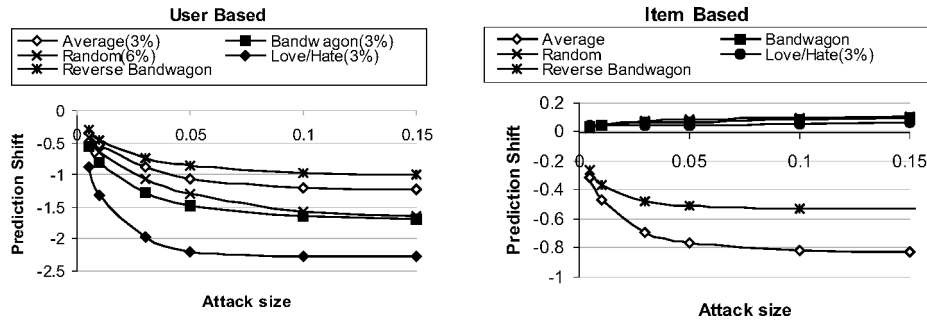 User Based
Average(3%)
Bandwagon(3%)
Random(6%)
Love/Hate(3%)
Reverse Bandwagon
0
-0.5
-1
-1.5
-2
-2.5
0
0.05
0.1
0.15
Prediction Shift
Attack size
Item Based
Average
Bandwagon
Random
Love/Hate(3%)
Reverse Bandwagon
0.2
0
-0.2
-0.4
-0.6
-0.8
-1
0
0.05
0.1
0.15
Prediction Shift
Attack size